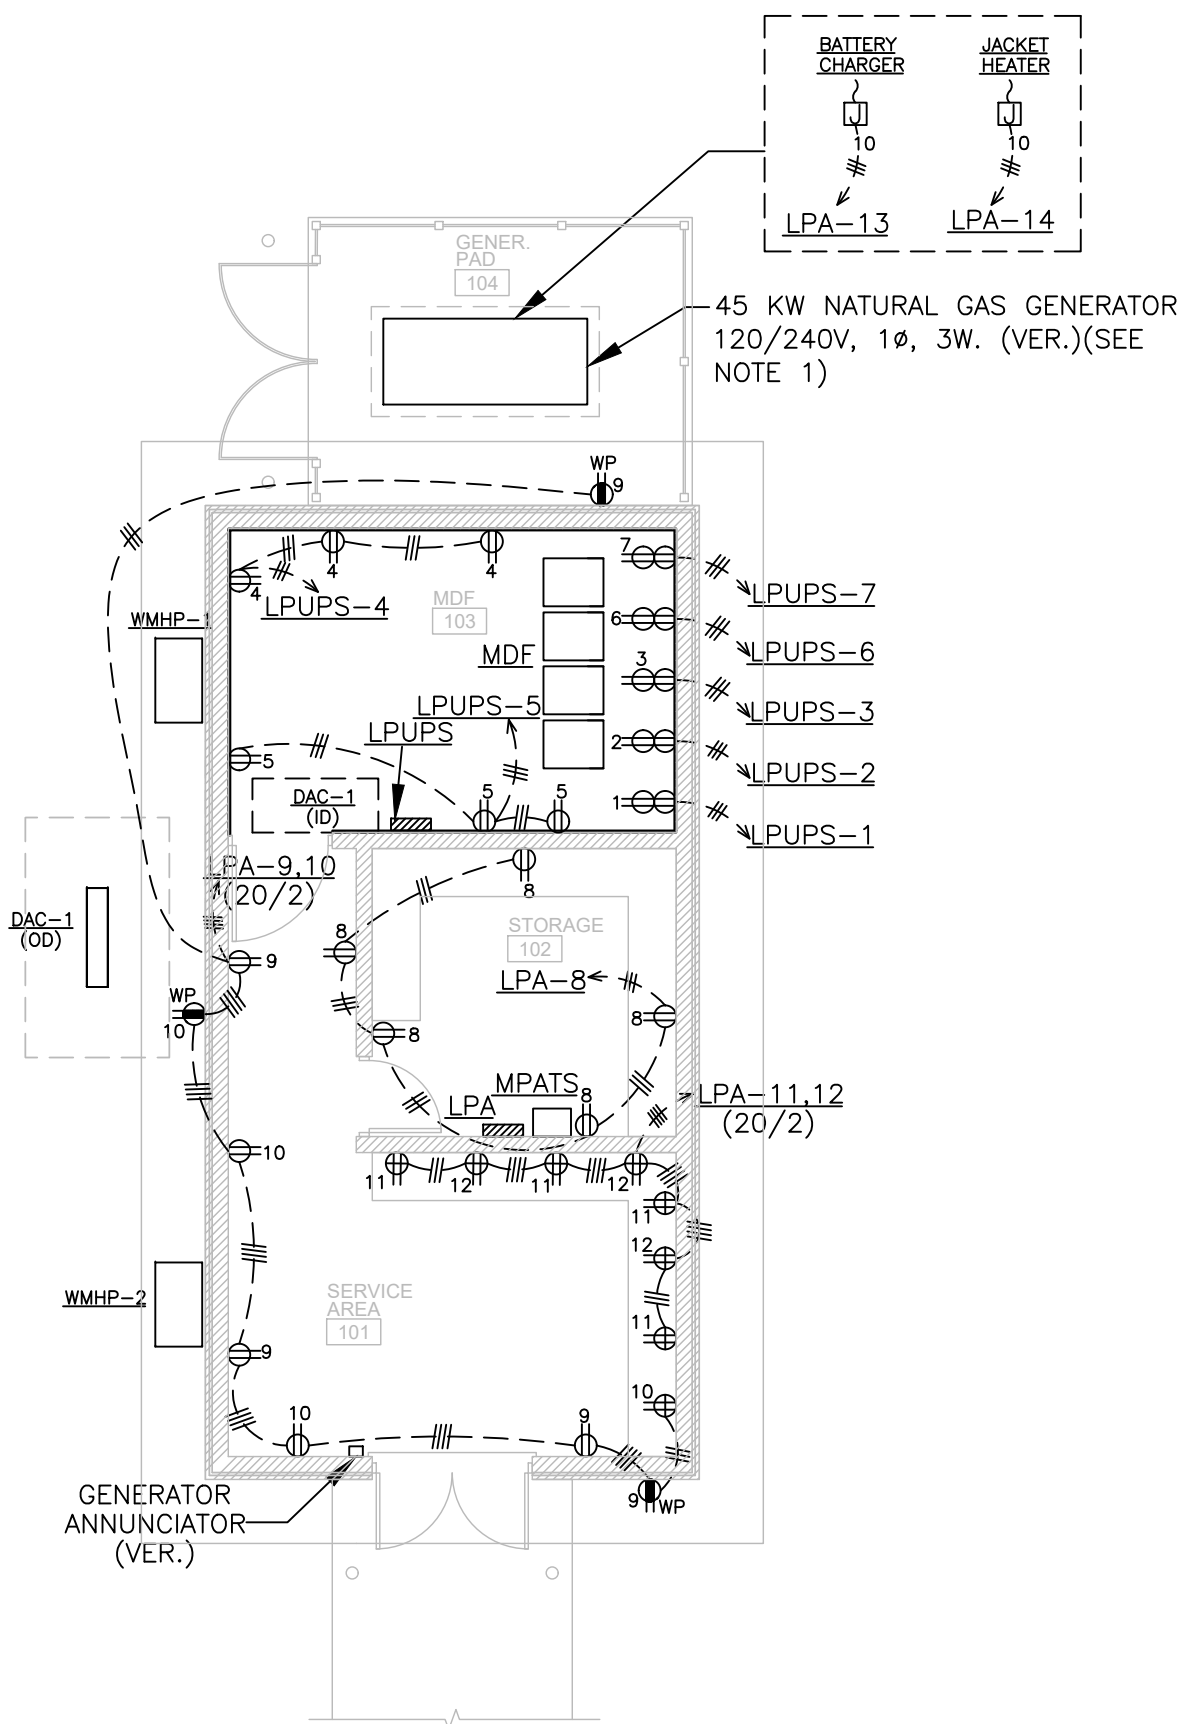 BATTERY
CHARGER
JACKET
HEATER
J
J
10
10
LPA-13
LPA-14
GENER.
PAD
104
45 KW NATURAL GAS GENERATOR
120/240V, 1ø, 3W. (VER.)(SEE
NOTE 1)
WP
9
4
4
4
LPUPS-4
MDF
103
7
LPUPS-7
WMHP-1
6
LPUPS-6
MDF
3
LPUPS-3
LPUPS-5
LPUPS
2
LPUPS-2
5
DAC-1
(ID)
5
5
1
LPUPS-1
LPA-9,10
(20/2)
8
DAC-1
(OD)
STORAGE
102
8
9
LPA-8
WP
10
8
8
MPATS
LPA
8
LPA-11,12
(20/2)
10
11
12
11
12
11
12
WMHP-2
SERVICE
AREA
101
11
9
10
10
9
GENERATOR
ANNUNCIATOR
(VER.)
9
WP